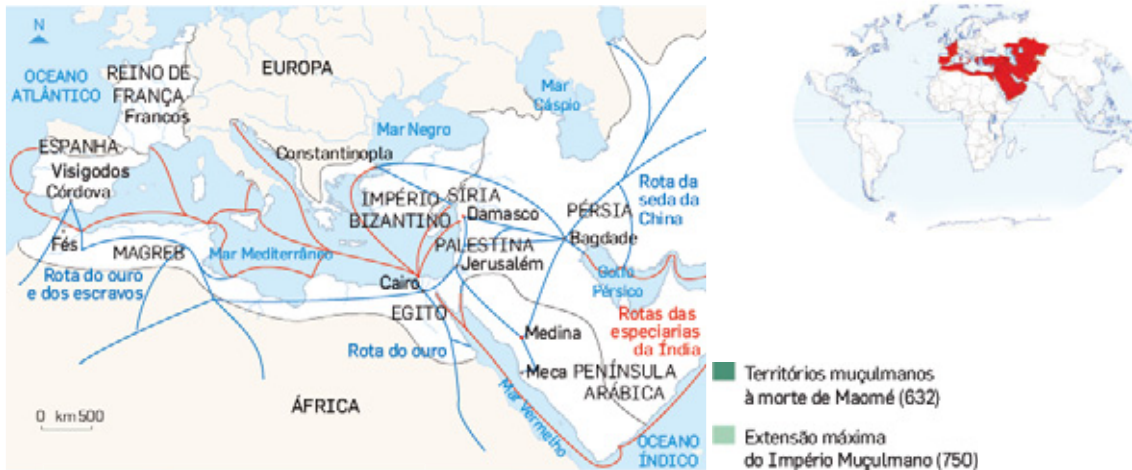 N
OCEANO
ATLÂNTICO
REINO DE
FRANÇA
Francos
EUROPA
Mar
Cáspio
Mar Negro
ESPANHA
Visigodos
Córdova
Constantinopla
IMPÉRIO
BIZANTINO
SÍRIA
Damasco
PÉRSIA
Rota da
seda da
China
Bagdade
Fés
MAGREB
Mar Mediterrâneo
PALESTINA
Jerusalém
Golfo
Pérsico
Rota do ouro
e dos escravos
Cairo
EGITO
Rotas das
especiarias
da Índia
Rota do ouro
Medina
Meca
PENÍNSULA
ARÁBICA
Mar Vermelho
ÁFRICA
0 km 500
OCEANO
ÍNDICO
Territórios muçulmanos
à morte de Maomé (632)
Extensão máxima
do Império Muçulmano (750)